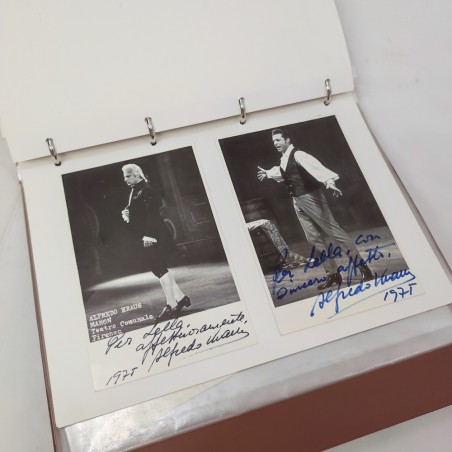 ALFREDO KRAUS
MANON
Teatro Comunale
Firenze
Per Lella,
affettuosamente,
Alfredo Kraus
1975
Per Lella, con
sincero affetto,
Alfredo Kraus
1975